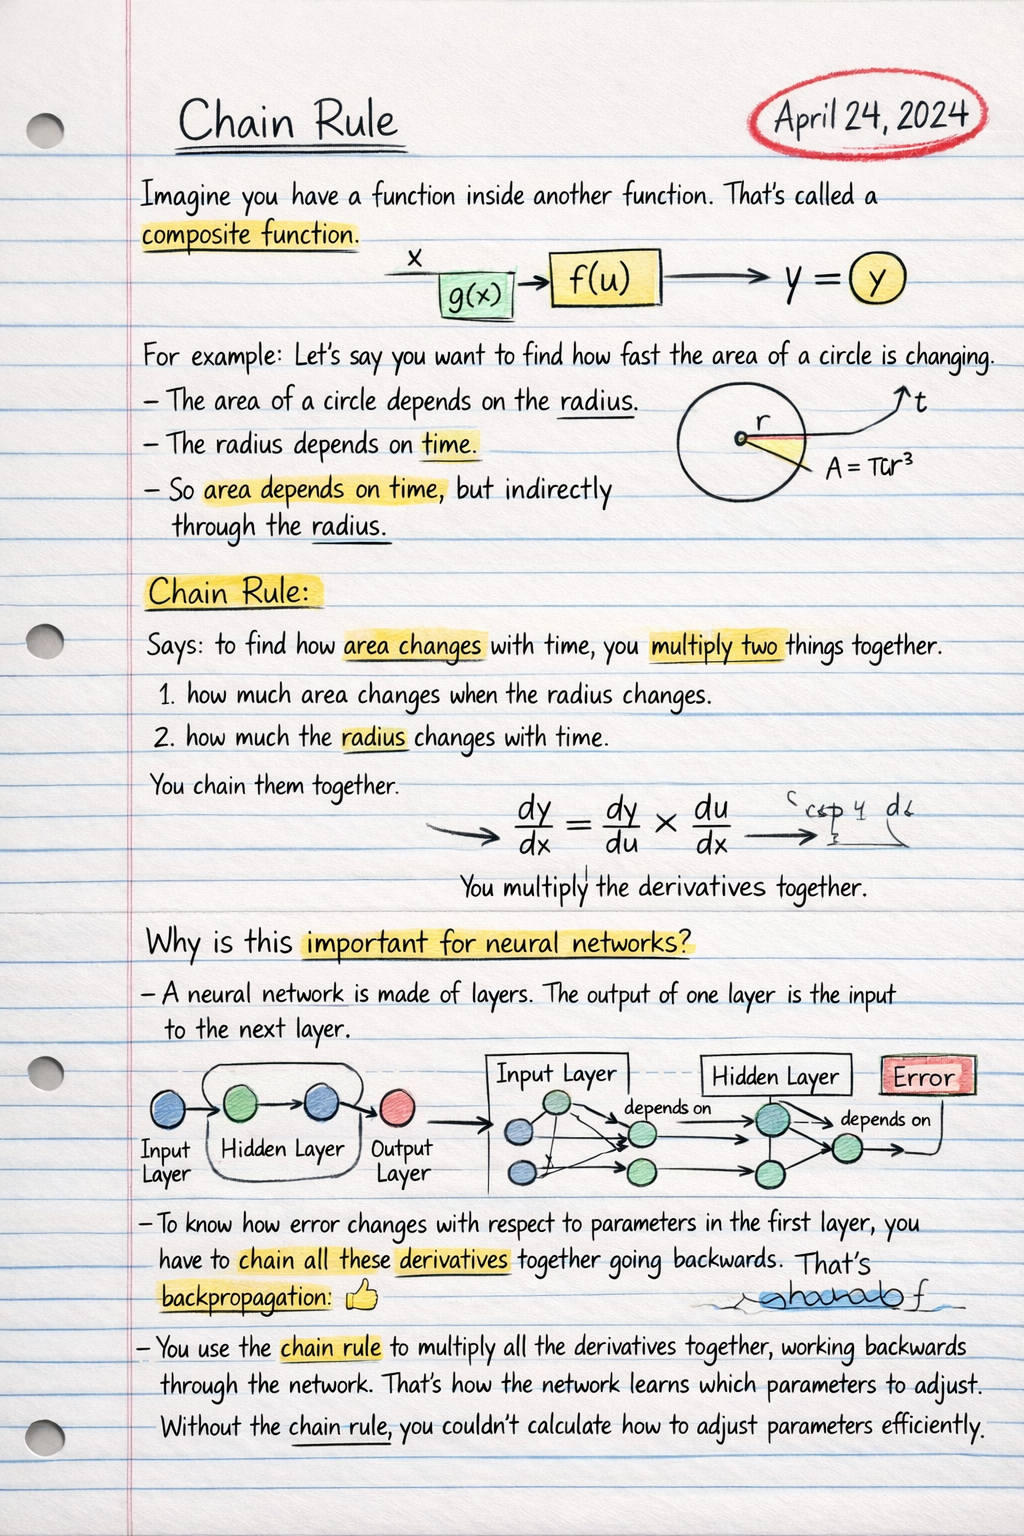 Chain Rule
April 24, 2024
Imagine you have a function inside another function. That's called a
composite function.
x
g(x)
f(u)
y = y
For example: Let's say you want to find how fast the area of a circle is changing.
– The area of a circle depends on the radius.
– The radius depends on time.
– So area depends on time, but indirectly
through the radius.
r
t
A = πr³
Chain Rule:
Says: to find how area changes with time, you multiply two things together.
1. how much area changes when the radius changes.
2. how much the radius changes with time.
You chain them together.
dy/dx = dy/du × du/dx
You multiply the derivatives together.
Why is this important for neural networks?
– A neural network is made of layers. The output of one layer is the input
to the next layer.
Input Layer
Hidden Layer
Output Layer
Input Layer
depends on
Hidden Layer
depends on
Error
– To know how error changes with respect to parameters in the first layer, you
have to chain all these derivatives together going backwards. That's
backpropagation: 👍
– You use the chain rule to multiply all the derivatives together, working backwards
through the network. That's how the network learns which parameters to adjust.
Without the chain rule, you couldn't calculate how to adjust parameters efficiently.